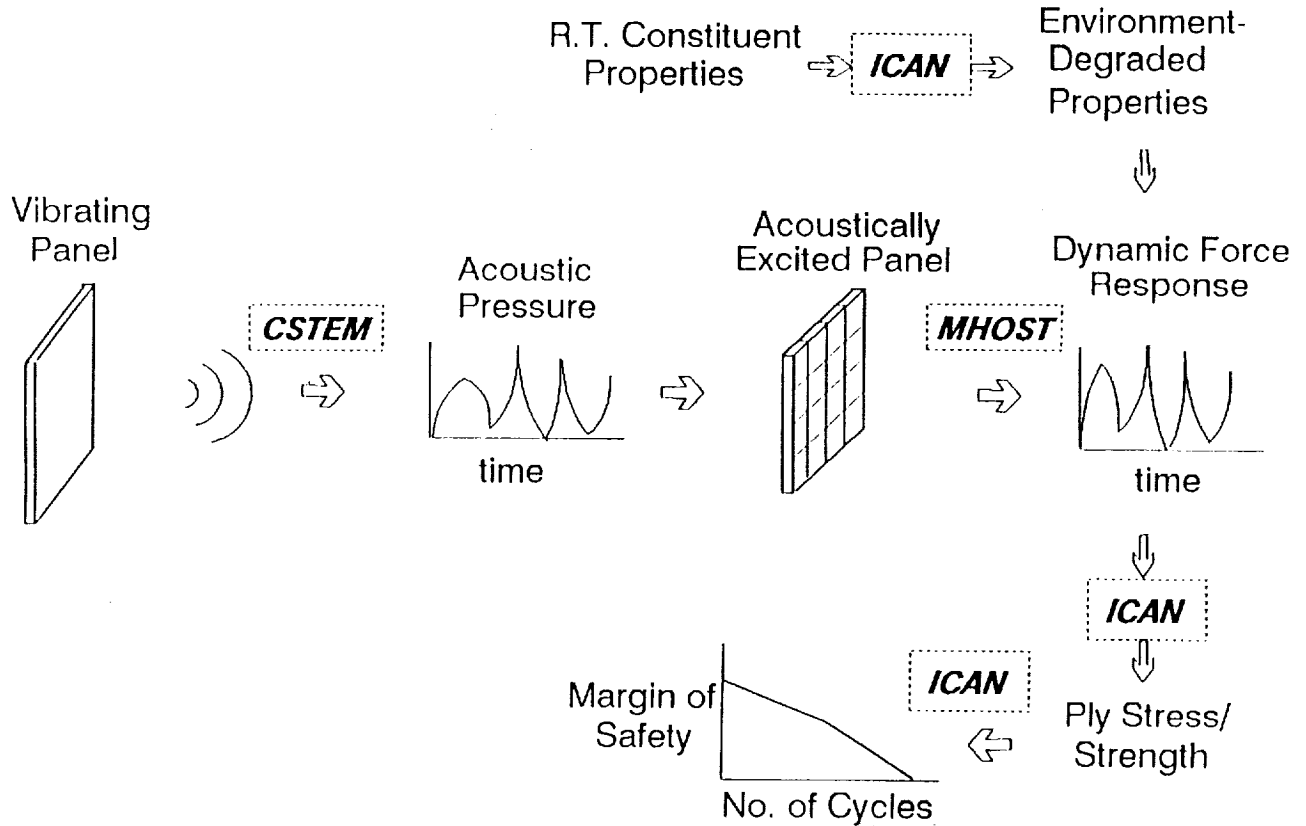 R.T. Constituent
Properties
ICAN
Environment-
Degraded
Properties
Vibrating
Panel
CSTEM
Acoustic
Pressure
time
Acoustically
Excited Panel
MHOST
Dynamic Force
Response
time
ICAN
Ply Stress/
Strength
ICAN
Margin of
Safety
No. of Cycles